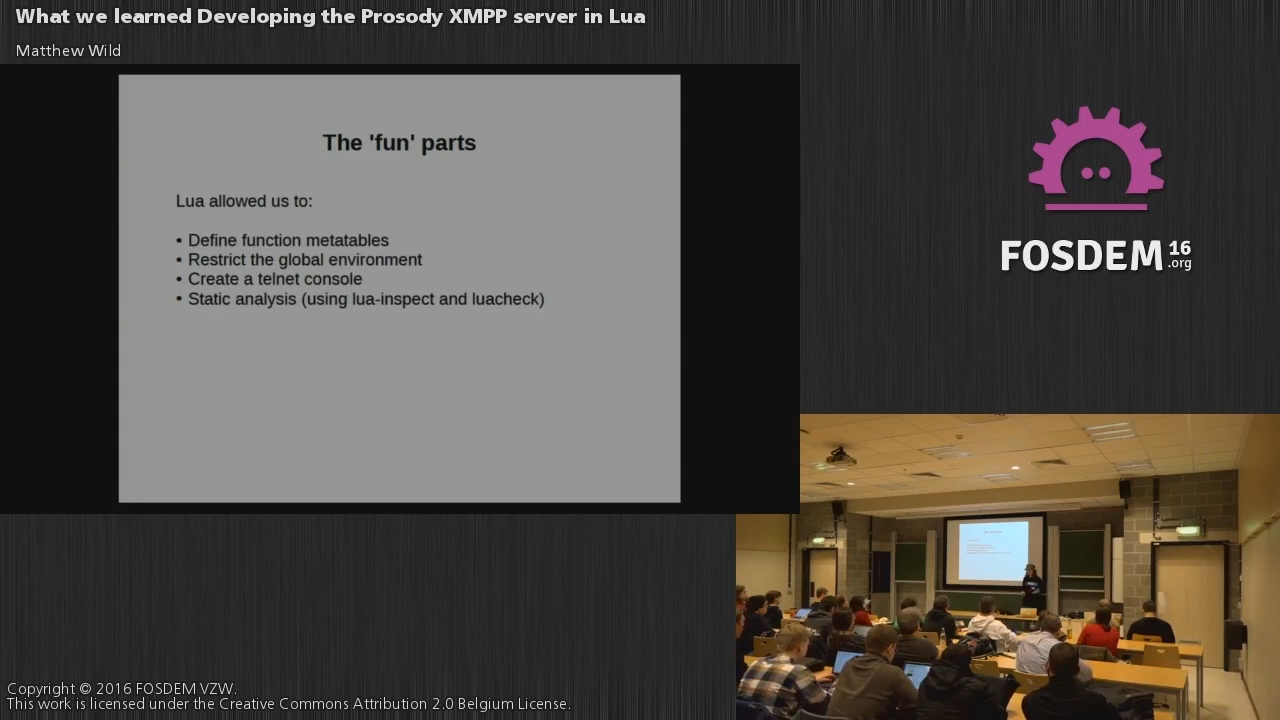 What we learned Developing the Prosody XMPP server in Lua
Matthew Wild
The 'fun' parts
Lua allowed us to:
• Define function metatables
• Restrict the global environment
• Create a telnet console
• Static analysis (using lua-inspect and luacheck)
FOSDEM 16 .org
Copyright © 2016 FOSDEM VZW.
This work is licensed under the Creative Commons Attribution 2.0 Belgium License.